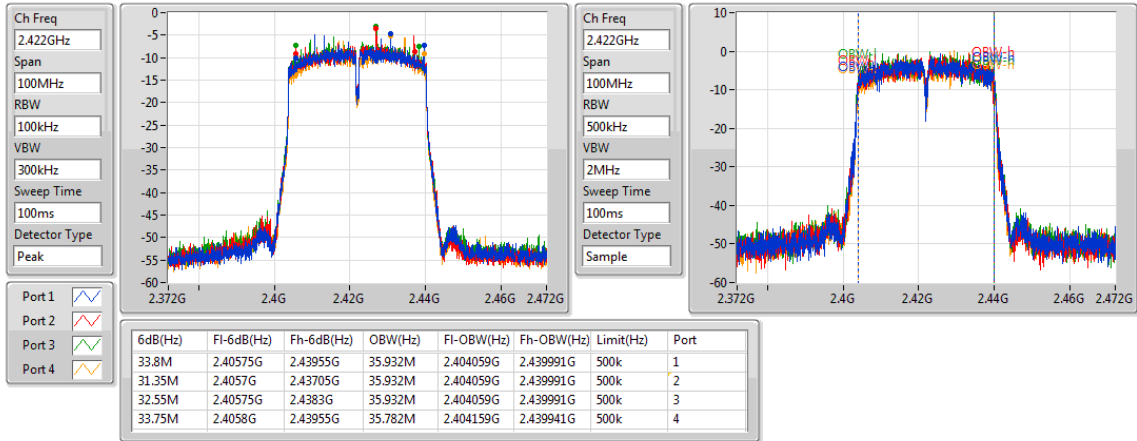 Ch Freq
2.422GHz
Span
100MHz
RBW
100kHz
VBW
300kHz
Sweep Time
100ms
Detector Type
Peak
0
-5
-10
-15
-20
-25
-30
-35
-40
-45
-50
-55
-60
2.372G 2.4G 2.42G 2.44G 2.46G 2.472G
Ch Freq
2.422GHz
Span
100MHz
RBW
500kHz
VBW
2MHz
Sweep Time
100ms
Detector Type
Sample
10
0
-10
-20
-30
-40
-50
-60
OBW-h
2.372G 2.4G 2.42G 2.44G 2.46G 2.472G
Port 1
Port 2
Port 3
Port 4
6dB(Hz) Fl-6dB(Hz) Fh-6dB(Hz) OBW(Hz) Fl-OBW(Hz) Fh-OBW(Hz) Limit(Hz) Port
33.8M 2.40575G 2.43955G 35.932M 2.404059G 2.439991G 500k 1
31.35M 2.4057G 2.43705G 35.932M 2.404059G 2.439991G 500k 2
32.55M 2.40575G 2.4383G 35.932M 2.404059G 2.439991G 500k 3
33.75M 2.4058G 2.43955G 35.782M 2.404159G 2.439941G 500k 4